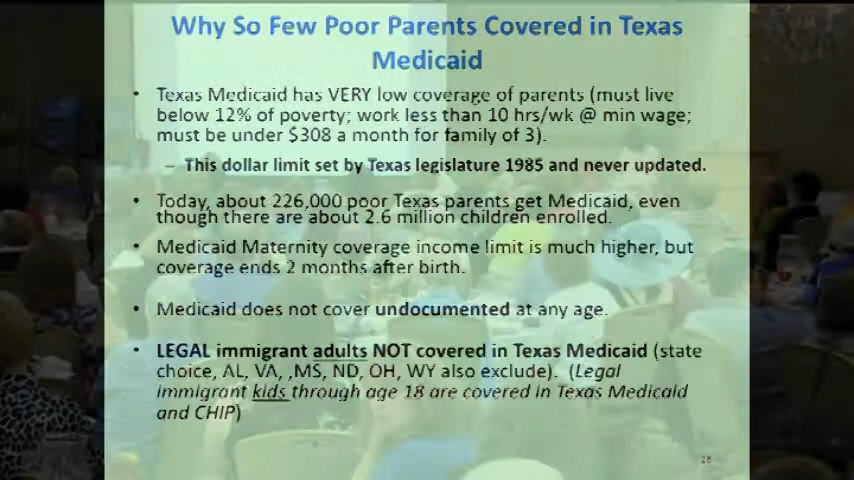 Why So Few Poor Parents Covered in Texas
Medicaid
• Texas Medicaid has VERY low coverage of parents (must live
below 12% of poverty; work less than 10 hrs/wk @ min wage;
must be under $308 a month for family of 3).
– This dollar limit set by Texas legislature 1985 and never updated.
• Today, about 226,000 poor Texas parents get Medicaid, even
though there are about 2.6 million children enrolled.
• Medicaid Maternity coverage income limit is much higher, but
coverage ends 2 months after birth.
• Medicaid does not cover undocumented at any age.
• LEGAL immigrant adults NOT covered in Texas Medicaid (state
choice, AL, VA, ,MS, ND, OH, WY also exclude). (Legal
immigrant kids through age 18 are covered in Texas Medicaid
and CHIP)
28